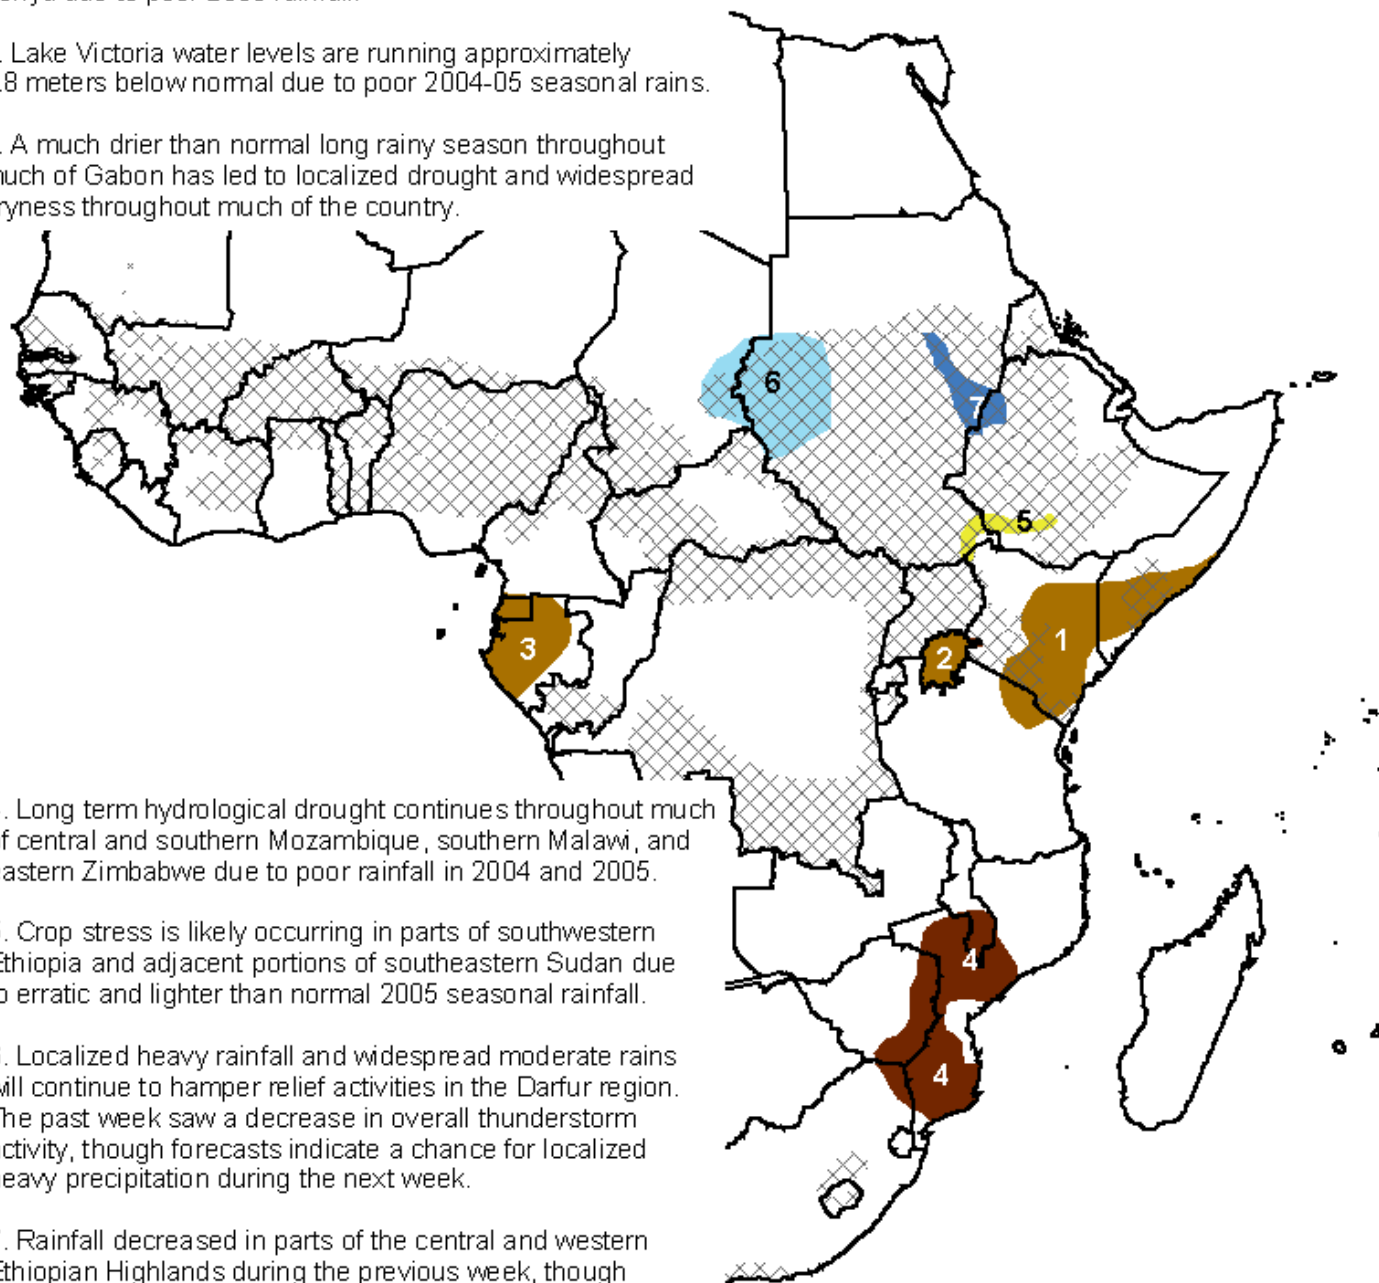 . Lake Victoria water levels are running approximately
.8 meters below normal due to poor 2004-05 seasonal rains.
. A much drier than normal long rainy season throughout
much of Gabon has led to localized drought and widespread
ryness throughout much of the country.
6
7
5
1
2
3
. Long term hydrological drought continues throughout much
of central and southern Mozambique, southern Malawi, and
eastern Zimbabwe due to poor rainfall in 2004 and 2005.
. Crop stress is likely occurring in parts of southwestern
Ethiopia and adjacent portions of southeastern Sudan due
to erratic and lighter than normal 2005 seasonal rainfall.
4
4
. Localized heavy rainfall and widespread moderate rains
will continue to hamper relief activities in the Darfur region.
The past week saw a decrease in overall thunderstorm
activity, though forecasts indicate a chance for localized
heavy precipitation during the next week.
. Rainfall decreased in parts of the central and western
Ethiopian Highlands during the previous week, though